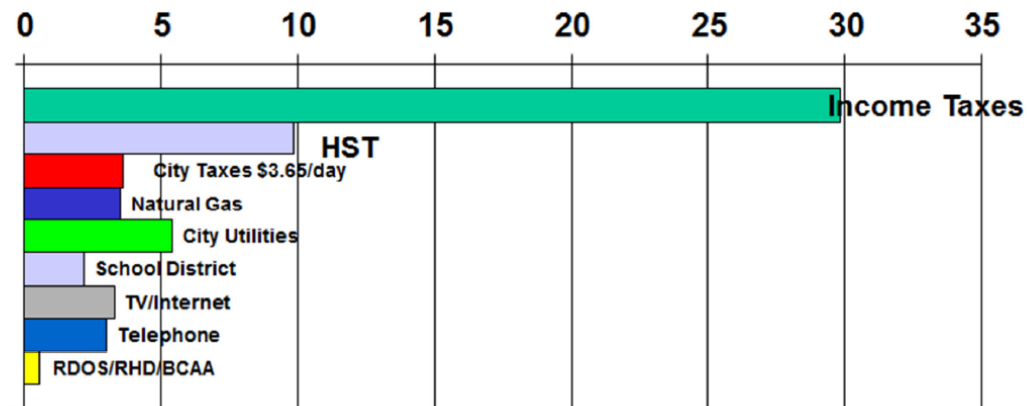 0 5 10 15 20 25 30 35
Income Taxes
HST
City Taxes $3.65/day
Natural Gas
City Utilities
School District
TV/Internet
Telephone
RDOS/RHD/BCAA